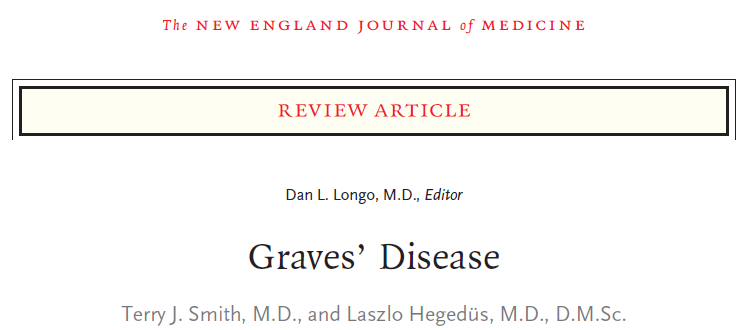 The NEW ENGLAND JOURNAL of MEDICINE
REVIEW ARTICLE
Dan L. Longo, M.D., Editor
Graves’ Disease
Terry J. Smith, M.D., and Laszlo Hegedüs, M.D., D.M.Sc.